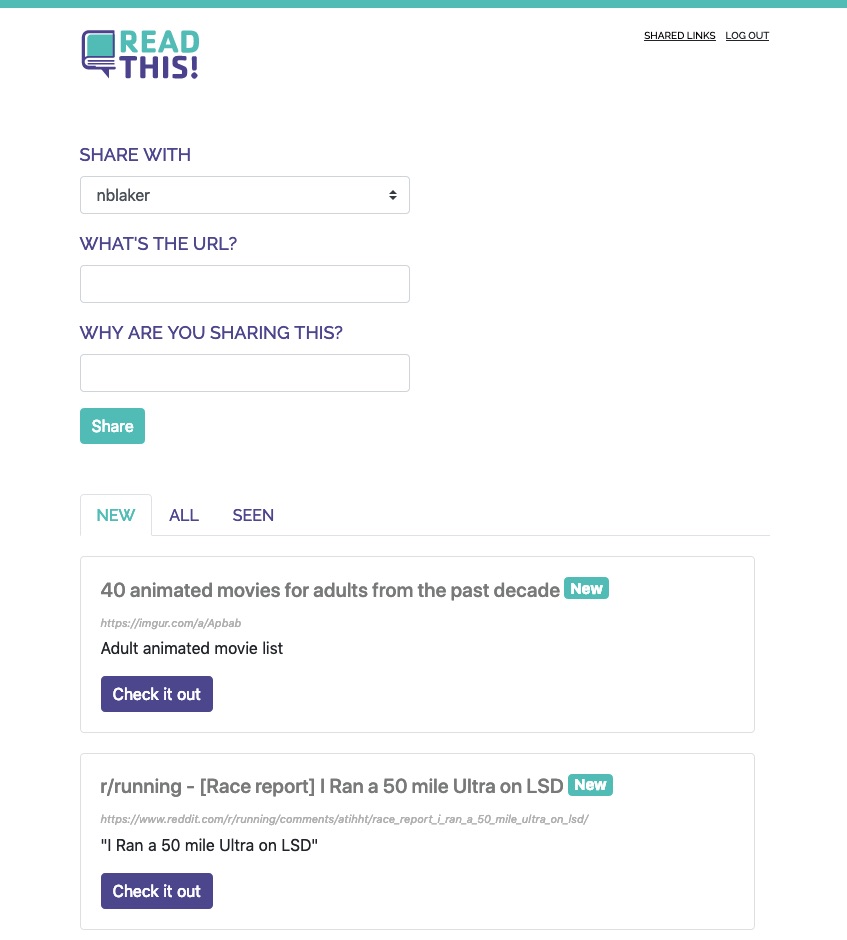 READ
THIS!
SHARED LINKS LOG OUT
SHARE WITH
nblaker
WHAT'S THE URL?
WHY ARE YOU SHARING THIS?
Share
NEW ALL SEEN
40 animated movies for adults from the past decade New
https://imgur.com/a/Apbab
Adult animated movie list
Check it out
r/running - [Race report] I Ran a 50 mile Ultra on LSD New
https://www.reddit.com/r/running/comments/atihht/race_report_i_ran_a_50_mile_ultra_on_lsd/
"I Ran a 50 mile Ultra on LSD"
Check it out